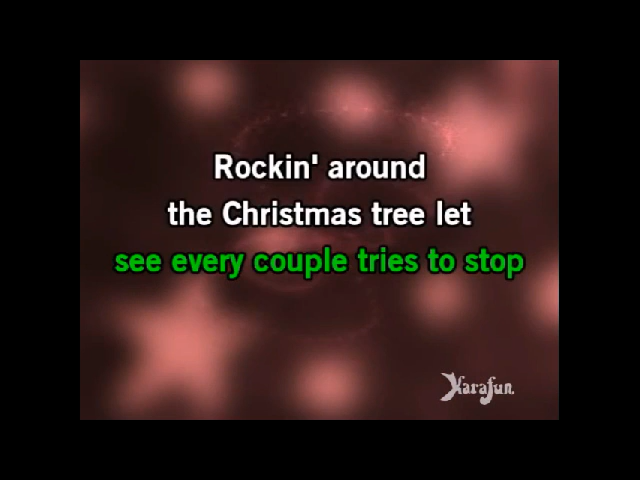 Rockin' around
the Christmas tree let
see every couple tries to stop
Karafun.